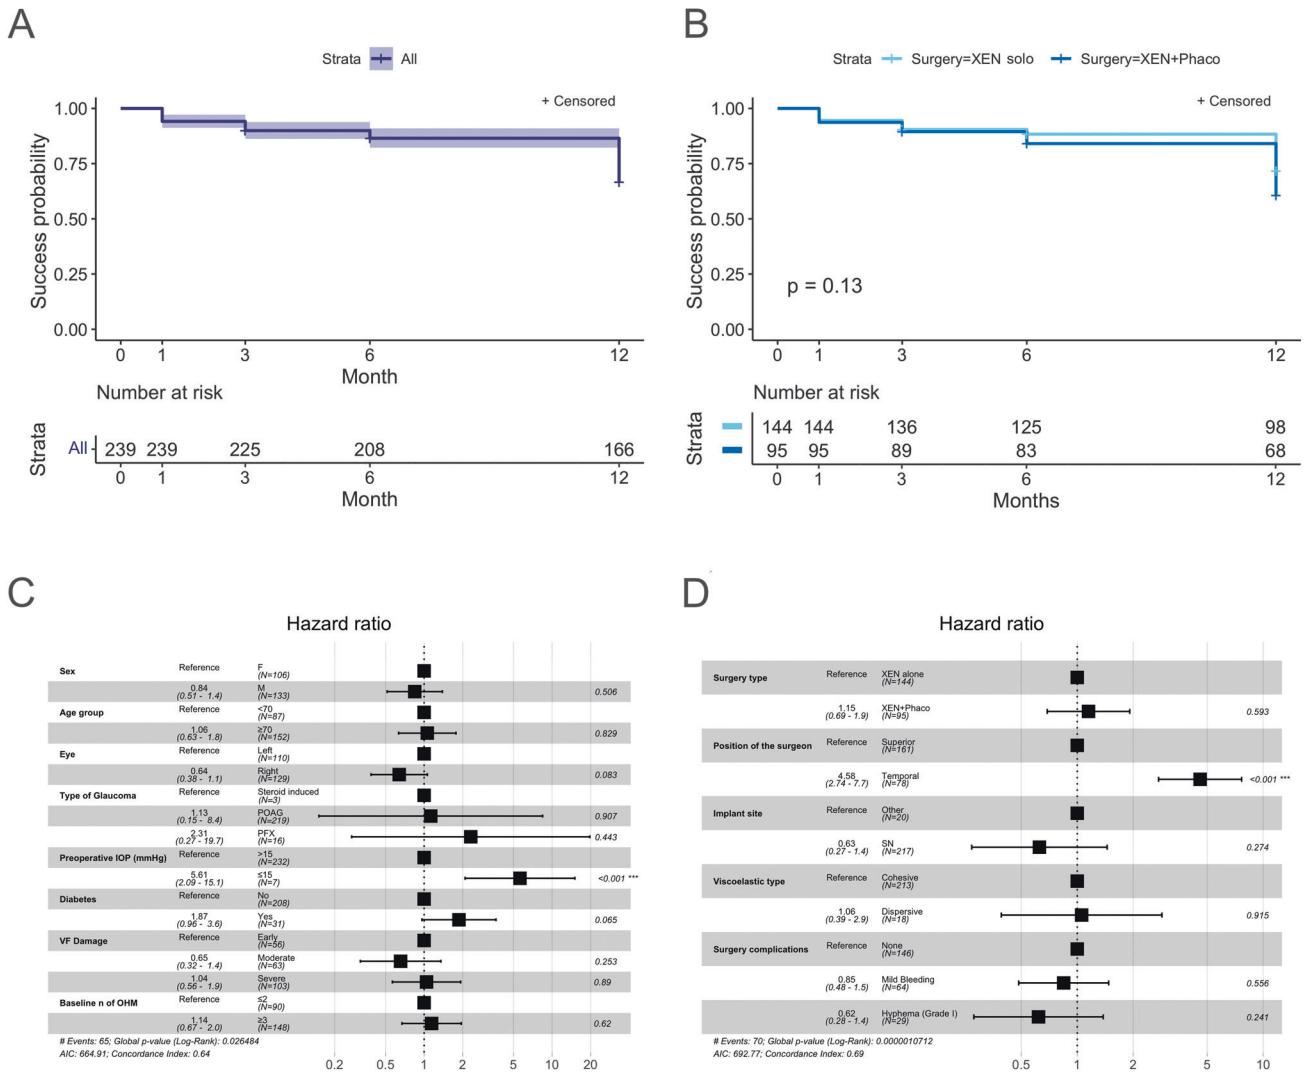 A
Strata All
+ Censored
Success probability
1.00
0.75
0.50
0.25
0.00
0 1 3 6 12
Month
Number at risk
Strata
All 239 239 225 208 166
0 1 3 6 12
Month
B
Strata Surgery=XEN solo Surgery=XEN+Phaco
+ Censored
Success probability
1.00
0.75
0.50
0.25
0.00
p = 0.13
0 1 3 6 12
Month
Number at risk
Strata
144 144 136 125 98
95 95 89 83 68
0 1 3 6 12
Months
C
Hazard ratio
Sex Reference F
(N=106)
0.84 M
(0.51 - 1.4) (N=133) 0.506
Age group Reference <70
(N=87)
1.06 ≥70
(0.63 - 1.8) (N=152) 0.829
Eye Reference Left
(N=110)
0.64 Right
(0.38 - 1.1) (N=129) 0.083
Type of Glaucoma Reference Steroid induced
(N=3)
1.13 POAG
(0.15 - 8.4) (N=219) 0.907
2.31 PFX
(0.27 - 19.7) (N=16) 0.443
Preoperative IOP (mmHg) Reference >15
(N=232)
5.61 ≤15
(2.09 - 15.1) (N=7) <0.001 ***
Diabetes Reference No
(N=208)
1.87 Yes
(0.96 - 3.6) (N=31) 0.065
VF Damage Reference Early
(N=56)
0.65 Moderate
(0.32 - 1.4) (N=63) 0.253
1.04 Severe
(0.56 - 1.9) (N=103) 0.89
Baseline n of OHM Reference ≤2
(N=90)
1.14 ≥3
(0.67 - 2.0) (N=148) 0.62
# Events: 65; Global p-value (Log-Rank): 0.026484
AIC: 664.91; Concordance Index: 0.64
0.2 0.5 1 2 5 10 20
D
Hazard ratio
Surgery type Reference XEN alone
(N=144)
1.15 XEN+Phaco
(0.69 - 1.9) (N=95) 0.593
Position of the surgeon Reference Superior
(N=161)
4.58 Temporal
(2.74 - 7.7) (N=78) <0.001 ***
Implant site Reference Other
(N=20)
0.63 SN
(0.27 - 1.4) (N=217) 0.274
Viscoelastic type Reference Cohesive
(N=213)
1.06 Dispersive
(0.39 - 2.9) (N=18) 0.915
Surgery complications Reference None
(N=146)
0.85 Mild Bleeding
(0.48 - 1.5) (N=64) 0.556
0.62 Hyphema (Grade I)
(0.28 - 1.4) (N=29) 0.241
# Events: 70; Global p-value (Log-Rank): 0.0000010712
AIC: 692.77; Concordance Index: 0.69
0.5 1 2 5 10